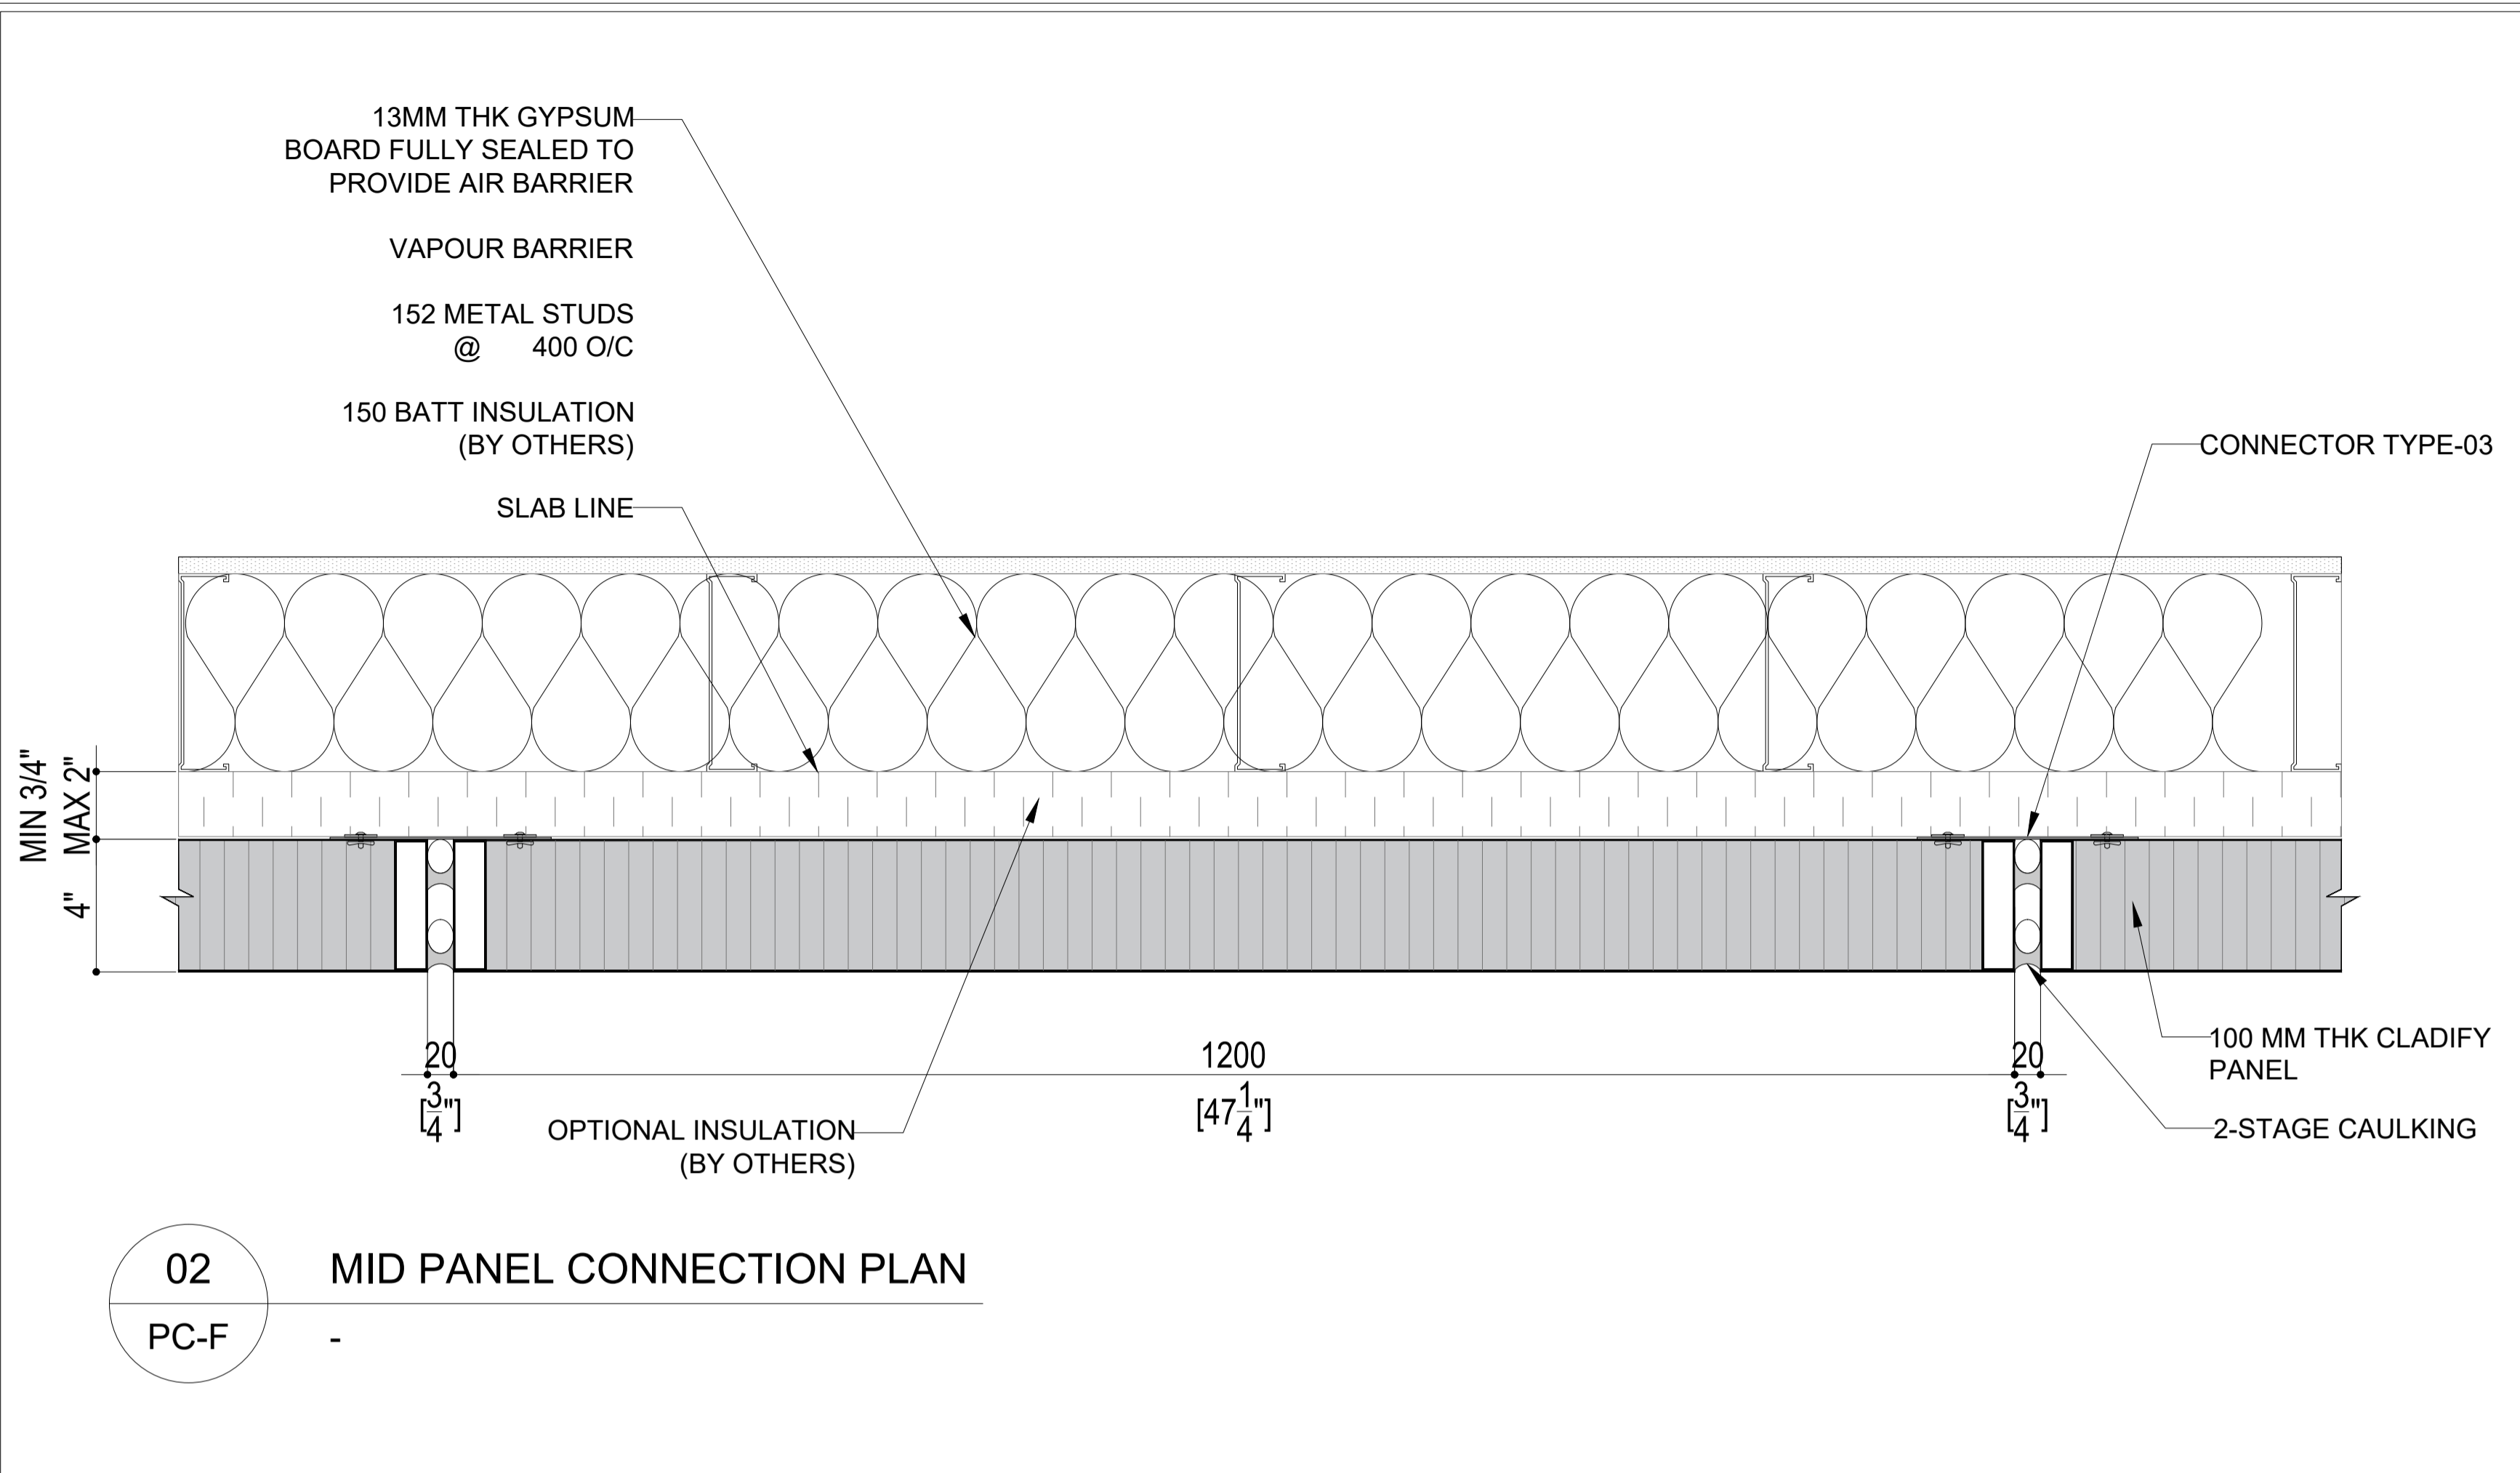 13MM THK GYPSUM
BOARD FULLY SEALED TO
PROVIDE AIR BARRIER
VAPOUR BARRIER
152 METAL STUDS
@ 400 O/C
150 BATT INSULATION
(BY OTHERS)
SLAB LINE
CONNECTOR TYPE-03
MIN 3/4"
MAX 2"
4"
20
[3/4"]
1200
[47 1/4"]
20
[3/4"]
100 MM THK CLADIFY
PANEL
2-STAGE CAULKING
OPTIONAL INSULATION
(BY OTHERS)
02
MID PANEL CONNECTION PLAN
PC-F
-